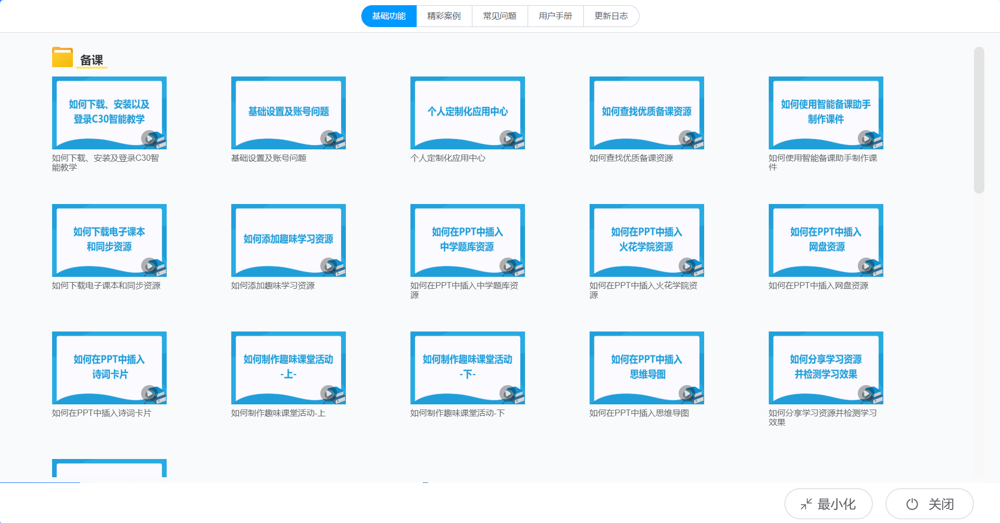 基础功能
精彩案例
常见问题
用户手册
更新日志
备课
如何下载、安装以及
登录C30智能教学
基础设置及账号问题
个人定制化应用中心
如何查找优质备课资源
如何使用智能备课助手
制作课件
如何下载、安装及登录C30智
能教学
基础设置及账号问题
个人定制化应用中心
如何查找优质备课资源
如何使用智能备课助手制作课
件
如何下载电子课本
和同步资源
如何添加趣味学习资源
如何在PPT中插入
中学题库资源
如何在PPT中插入
火花学院资源
如何在PPT中插入
网盘资源
如何下载电子课本和同步资源
如何添加趣味学习资源
如何在PPT中插入中学题库资
源
如何在PPT中插入火花学院资
源
如何在PPT中插入网盘资源
如何在PPT中插入
诗词卡片
如何制作趣味课堂活动
-上-
如何制作趣味课堂活动
-下-
如何在PPT中插入
思维导图
如何分享学习资源
并检测学习效果
如何在PPT中插入诗词卡片
如何制作趣味课堂活动-上
如何制作趣味课堂活动-下
如何在PPT中插入思维导图
如何分享学习资源并检测学习
效果
最小化
关闭